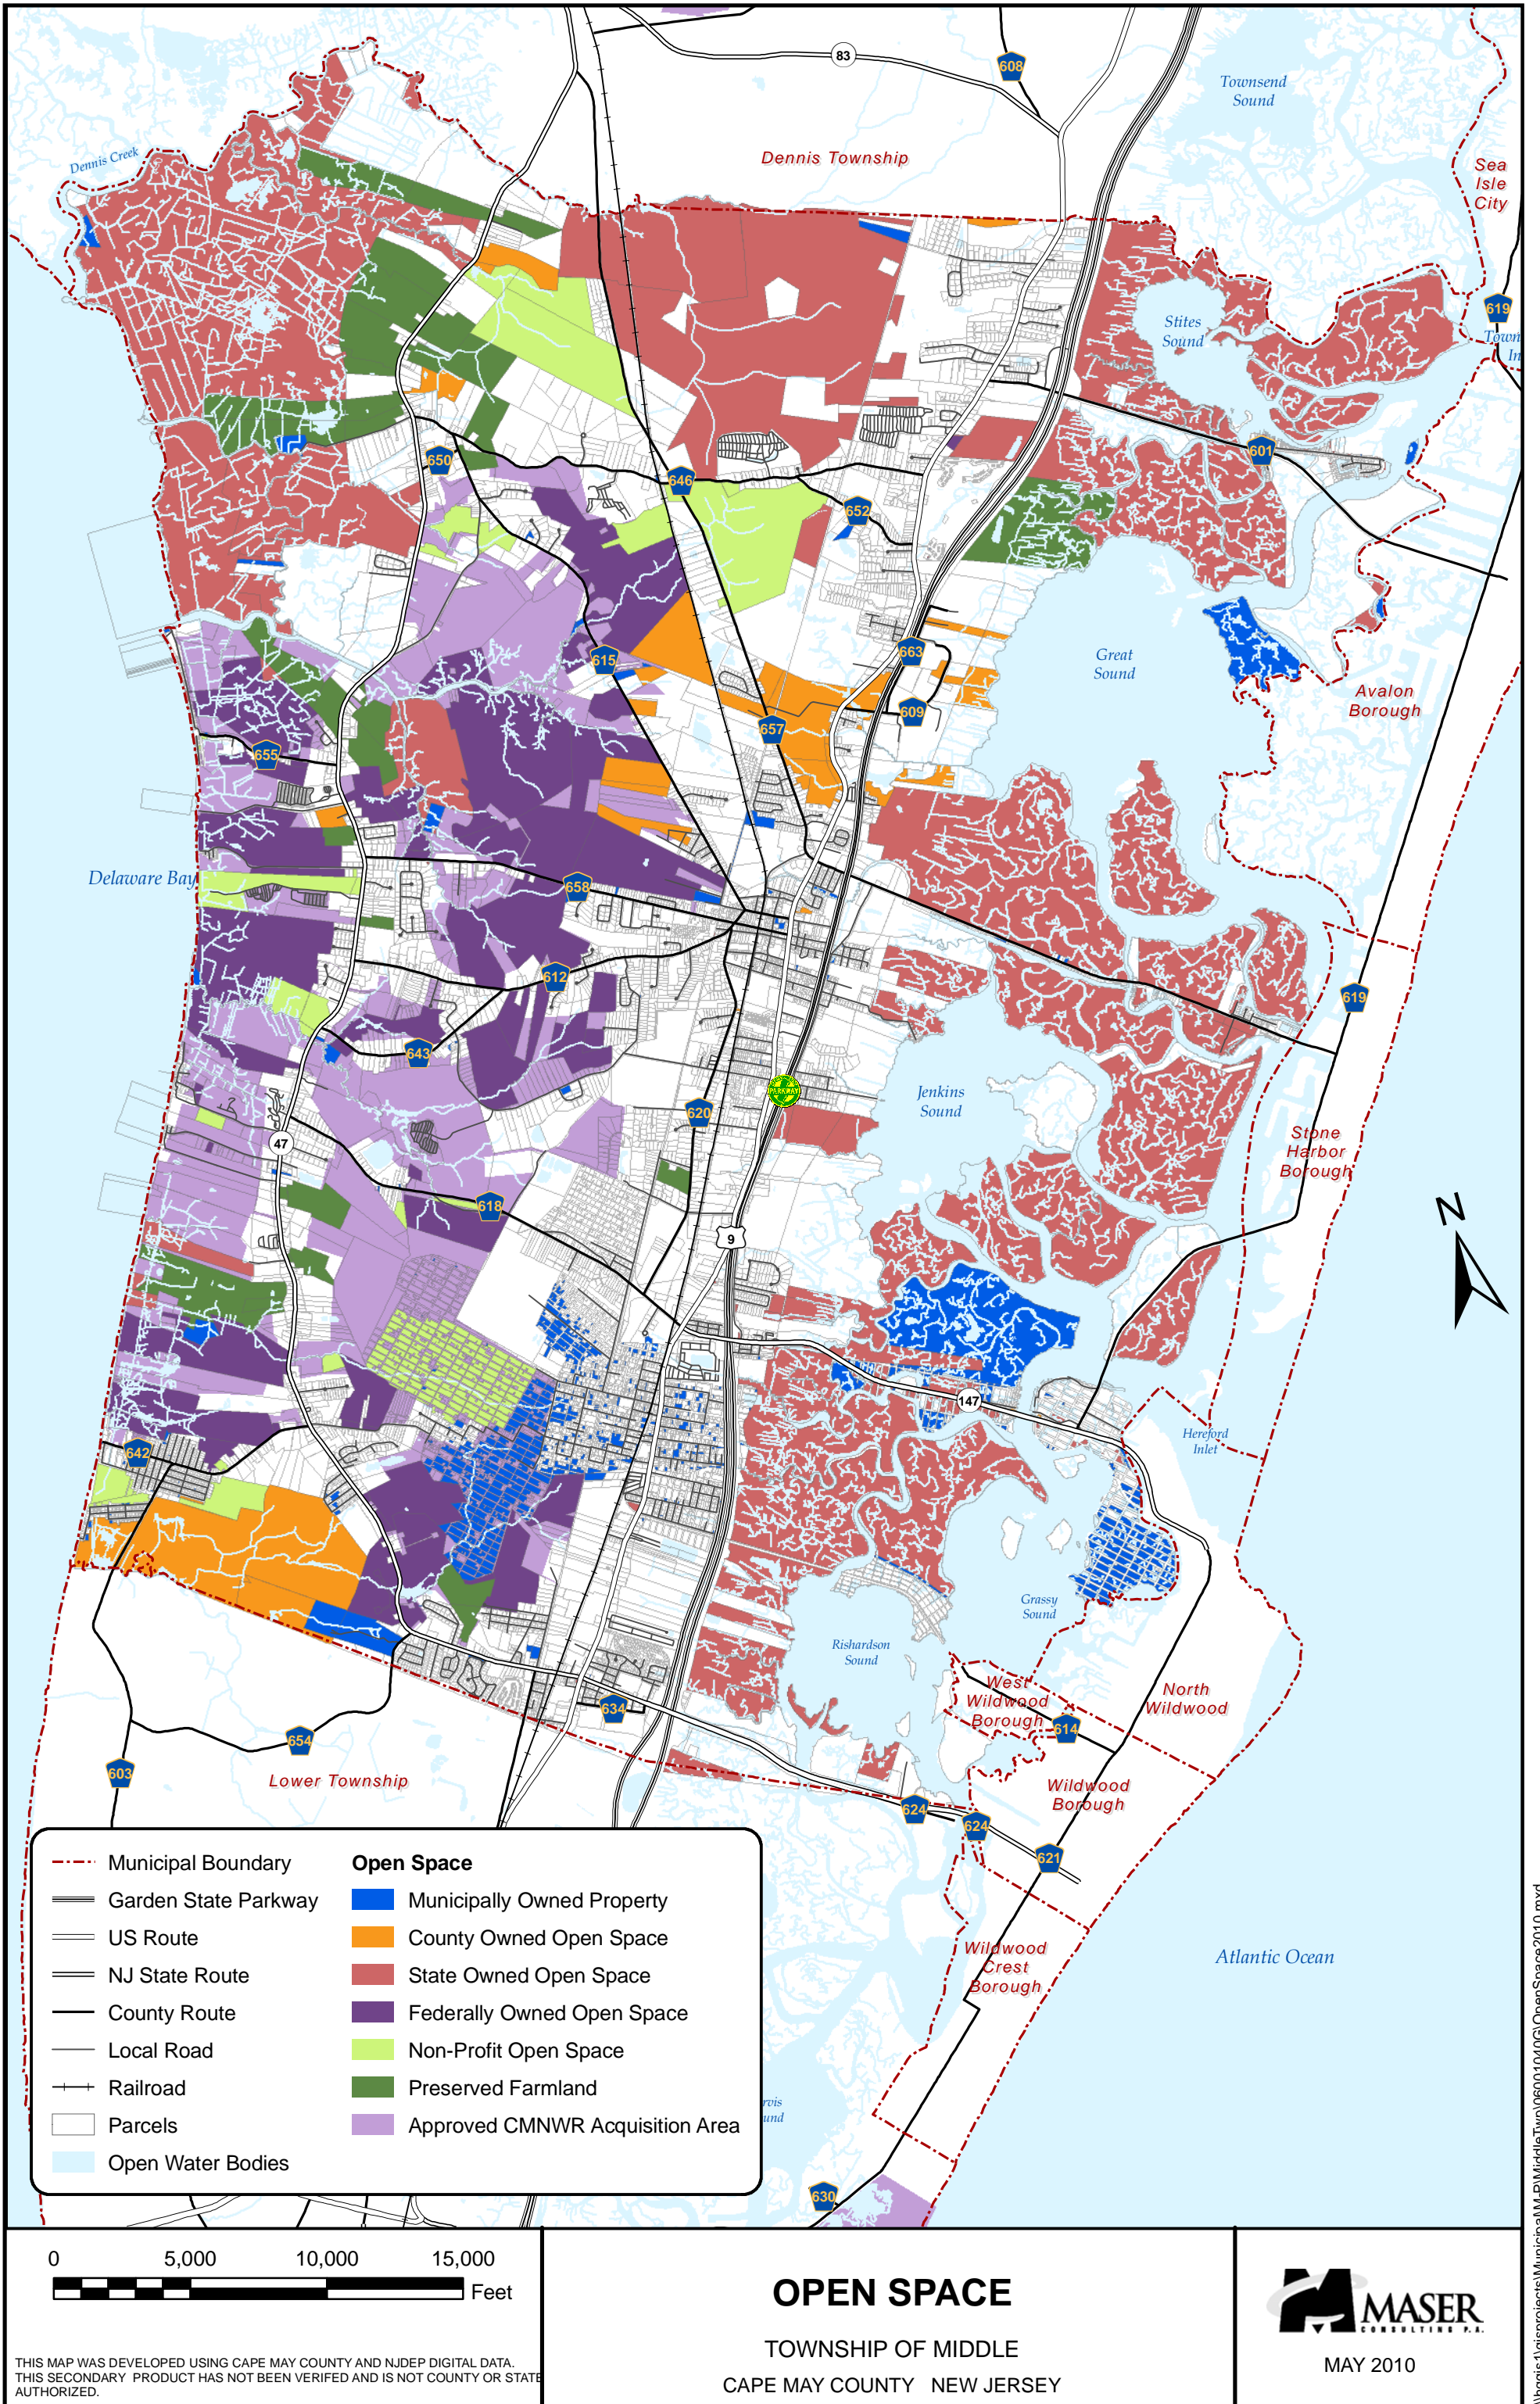 83
608
Townsend
Sound
Dennis Township
Sea
Isle
City
Dennis Creek
619
Town
In
Stites
Sound
601
650
646
652
615
663
609
657
Great
Sound
Avalon
Borough
655
Delaware Bay
658
612
643
619
Jenkins
Sound
PARKWAY
620
47
618
9
Stone
Harbor
Borough
N
147
Hereford
Inlet
642
Grassy
Sound
Rishardson
Sound
West
Wildwood
Borough
614
North
Wildwood
634
654
603
Lower Township
Wildwood
Borough
624
624
621
Wildwood
Crest
Borough
Atlantic Ocean
rvis
und
630
Municipal Boundary
Garden State Parkway
US Route
NJ State Route
County Route
Local Road
Railroad
Parcels
Open Water Bodies
Open Space
Municipally Owned Property
County Owned Open Space
State Owned Open Space
Federally Owned Open Space
Non-Profit Open Space
Preserved Farmland
Approved CMNWR Acquisition Area
0 5,000 10,000 15,000
Feet
THIS MAP WAS DEVELOPED USING CAPE MAY COUNTY AND NJDEP DIGITAL DATA.
THIS SECONDARY PRODUCT HAS NOT BEEN VERIFED AND IS NOT COUNTY OR STATE
AUTHORIZED.
OPEN SPACE
TOWNSHIP OF MIDDLE
CAPE MAY COUNTY NEW JERSEY
MASER
CONSULTING P.A.
MAY 2010